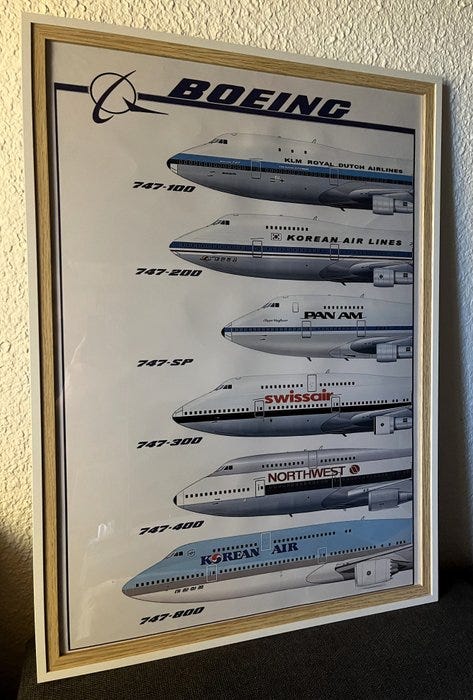 BOEING
KLM ROYAL DUTCH AIRLINES
747-100
KOREAN AIR LINES
747-200
PAN AM
747-SP
swissair
747-300
NORTHWEST
747-400
KOREAN AIR
747-800